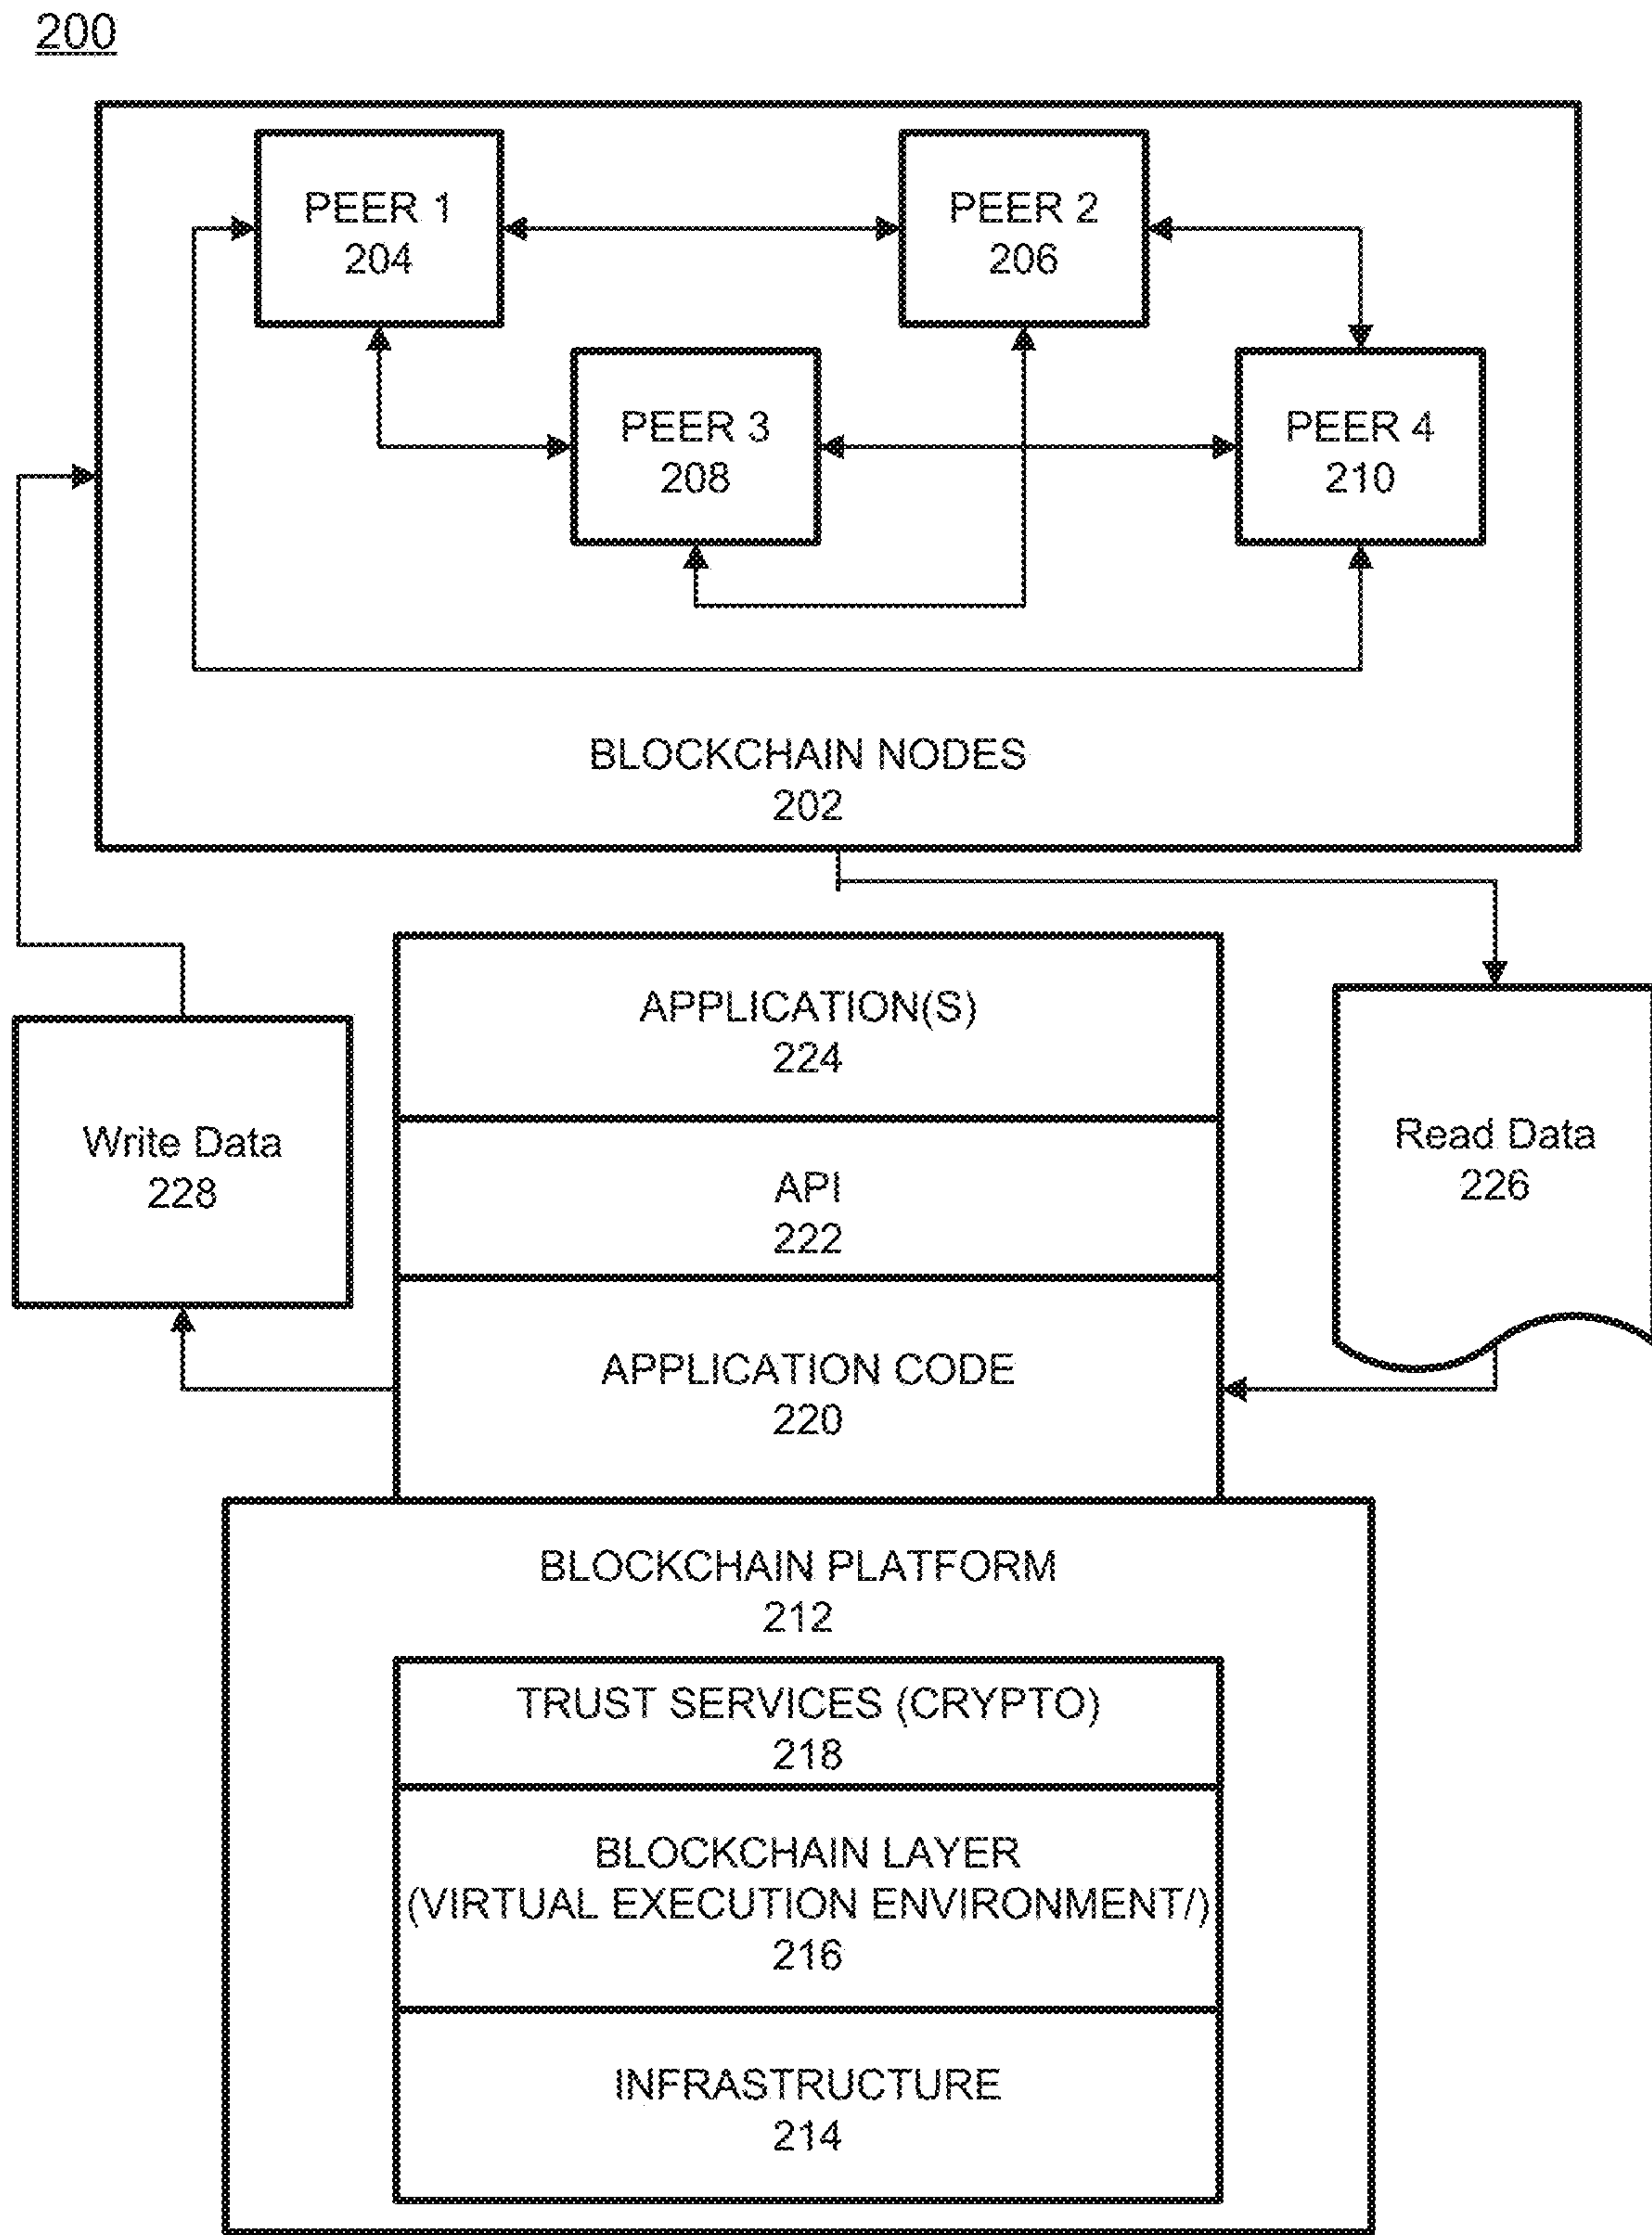 200
PEER 1
204
PEER 2
206
PEER 3
208
PEER 4
210
BLOCKCHAIN NODES
202
APPLICATION(S)
224
Write Data
228
API
222
Read Data
226
APPLICATION CODE
220
BLOCKCHAIN PLATFORM
212
TRUST SERVICES (CRYPTO)
218
BLOCKCHAIN LAYER
(VIRTUAL EXECUTION ENVIRONMENT/)
216
INFRASTRUCTURE
214